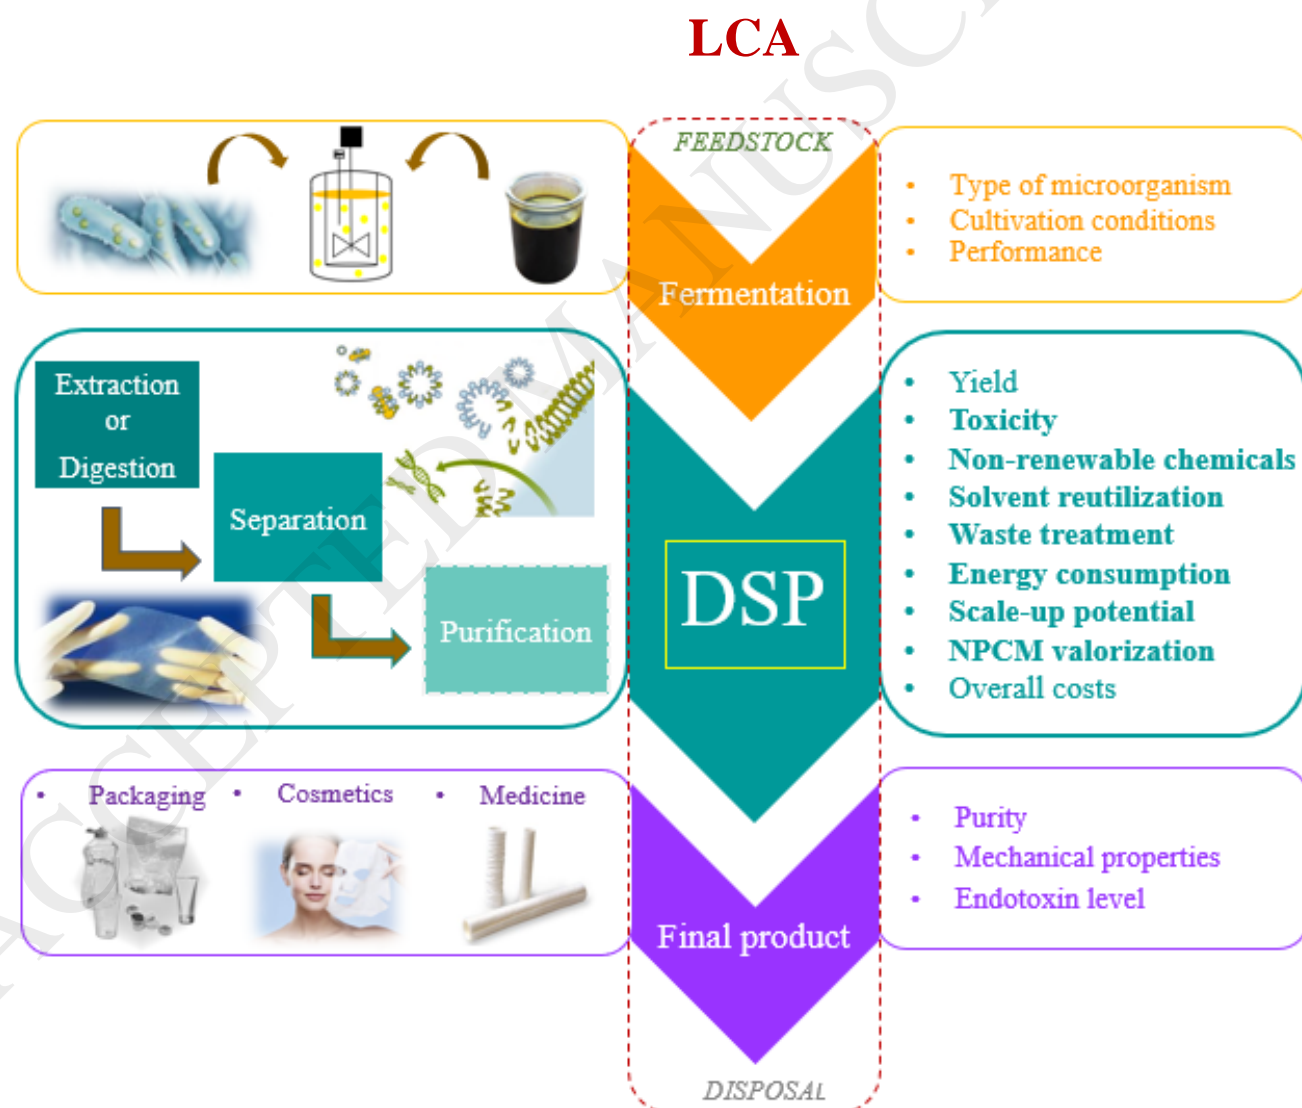 LCA
FEEDSTOCK
Fermentation
• Type of microorganism
• Cultivation conditions
• Performance
Extraction
or
Digestion
Separation
Purification
DSP
• Yield
• Toxicity
• Non-renewable chemicals
• Solvent reutilization
• Waste treatment
• Energy consumption
• Scale-up potential
• NPCM valorization
• Overall costs
• Packaging • Cosmetics • Medicine
Final product
• Purity
• Mechanical properties
• Endotoxin level
DISPOSAL
ACCEPTED MANUSC